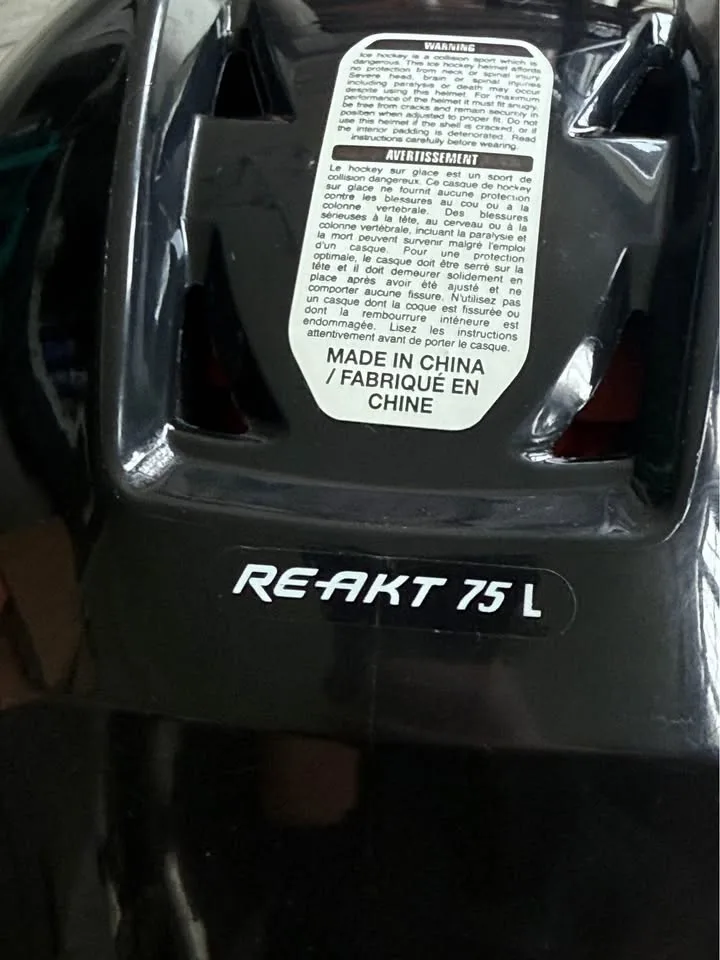 WARNING
Ice hockey is a collision sport which is
dangerous. This ice hockey helmet affords
no protection from neck or spinal injury.
Severe head, brain or spinal injuries
including paralysis or death may occur
despite using this helmet. For maximum
performance of the helmet it must fit snugly,
be free from cracks and remain securely in
position when adjusted to proper fit. Do not
use this helmet if the shell is cracked, or if
the interior padding is deteriorated. Read
instructions carefully before wearing.
AVERTISSEMENT
Le hockey sur glace est un sport de
collision dangereux. Ce casque de hockey
sur glace ne fournit aucune protection
contre les blessures au cou ou à la
colonne vertebrale. Des blessures
sérieuses à la tête, au cerveau ou à la
colonne vertébrale, incluant la paralysie et
la mort peuvent survenir malgré l'emploi
d'un casque. Pour une protection
optimale, le casque doit être serré sur la
tête et il doit demeurer solidement en
place après avoir été ajusté et ne
comporter aucune fissure. N'utilisez pas
un casque dont la coque est fissurée ou
dont la rembourrure intérieure est
endommagée. Lisez les instructions
attentivement avant de porter le casque.
MADE IN CHINA
/ FABRIQUÉ EN
CHINE
RE-AKT 75 L